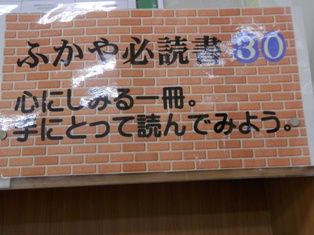 ふかや必読書30
心にしみる一冊。
手にとって読んでみよう。